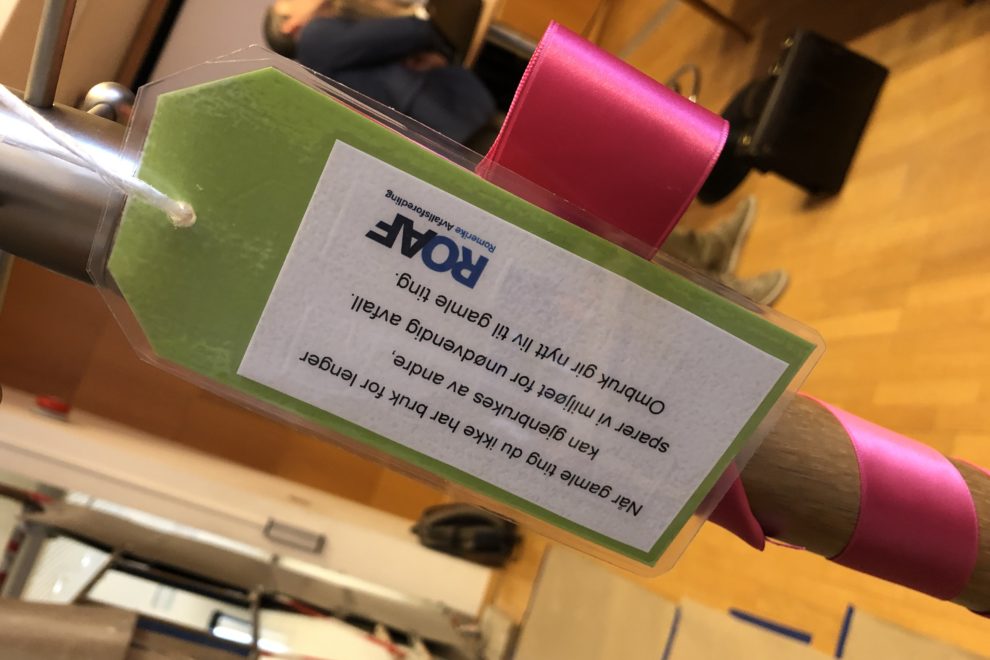 Når gamle ting du ikke har bruk for lenger
kan gjenbrukes av andre,
sparer vi miljøet for unødvendig avfall.
Ombruk gir nytt liv til gamle ting.
ROAF
Romerike Avfallsforedling